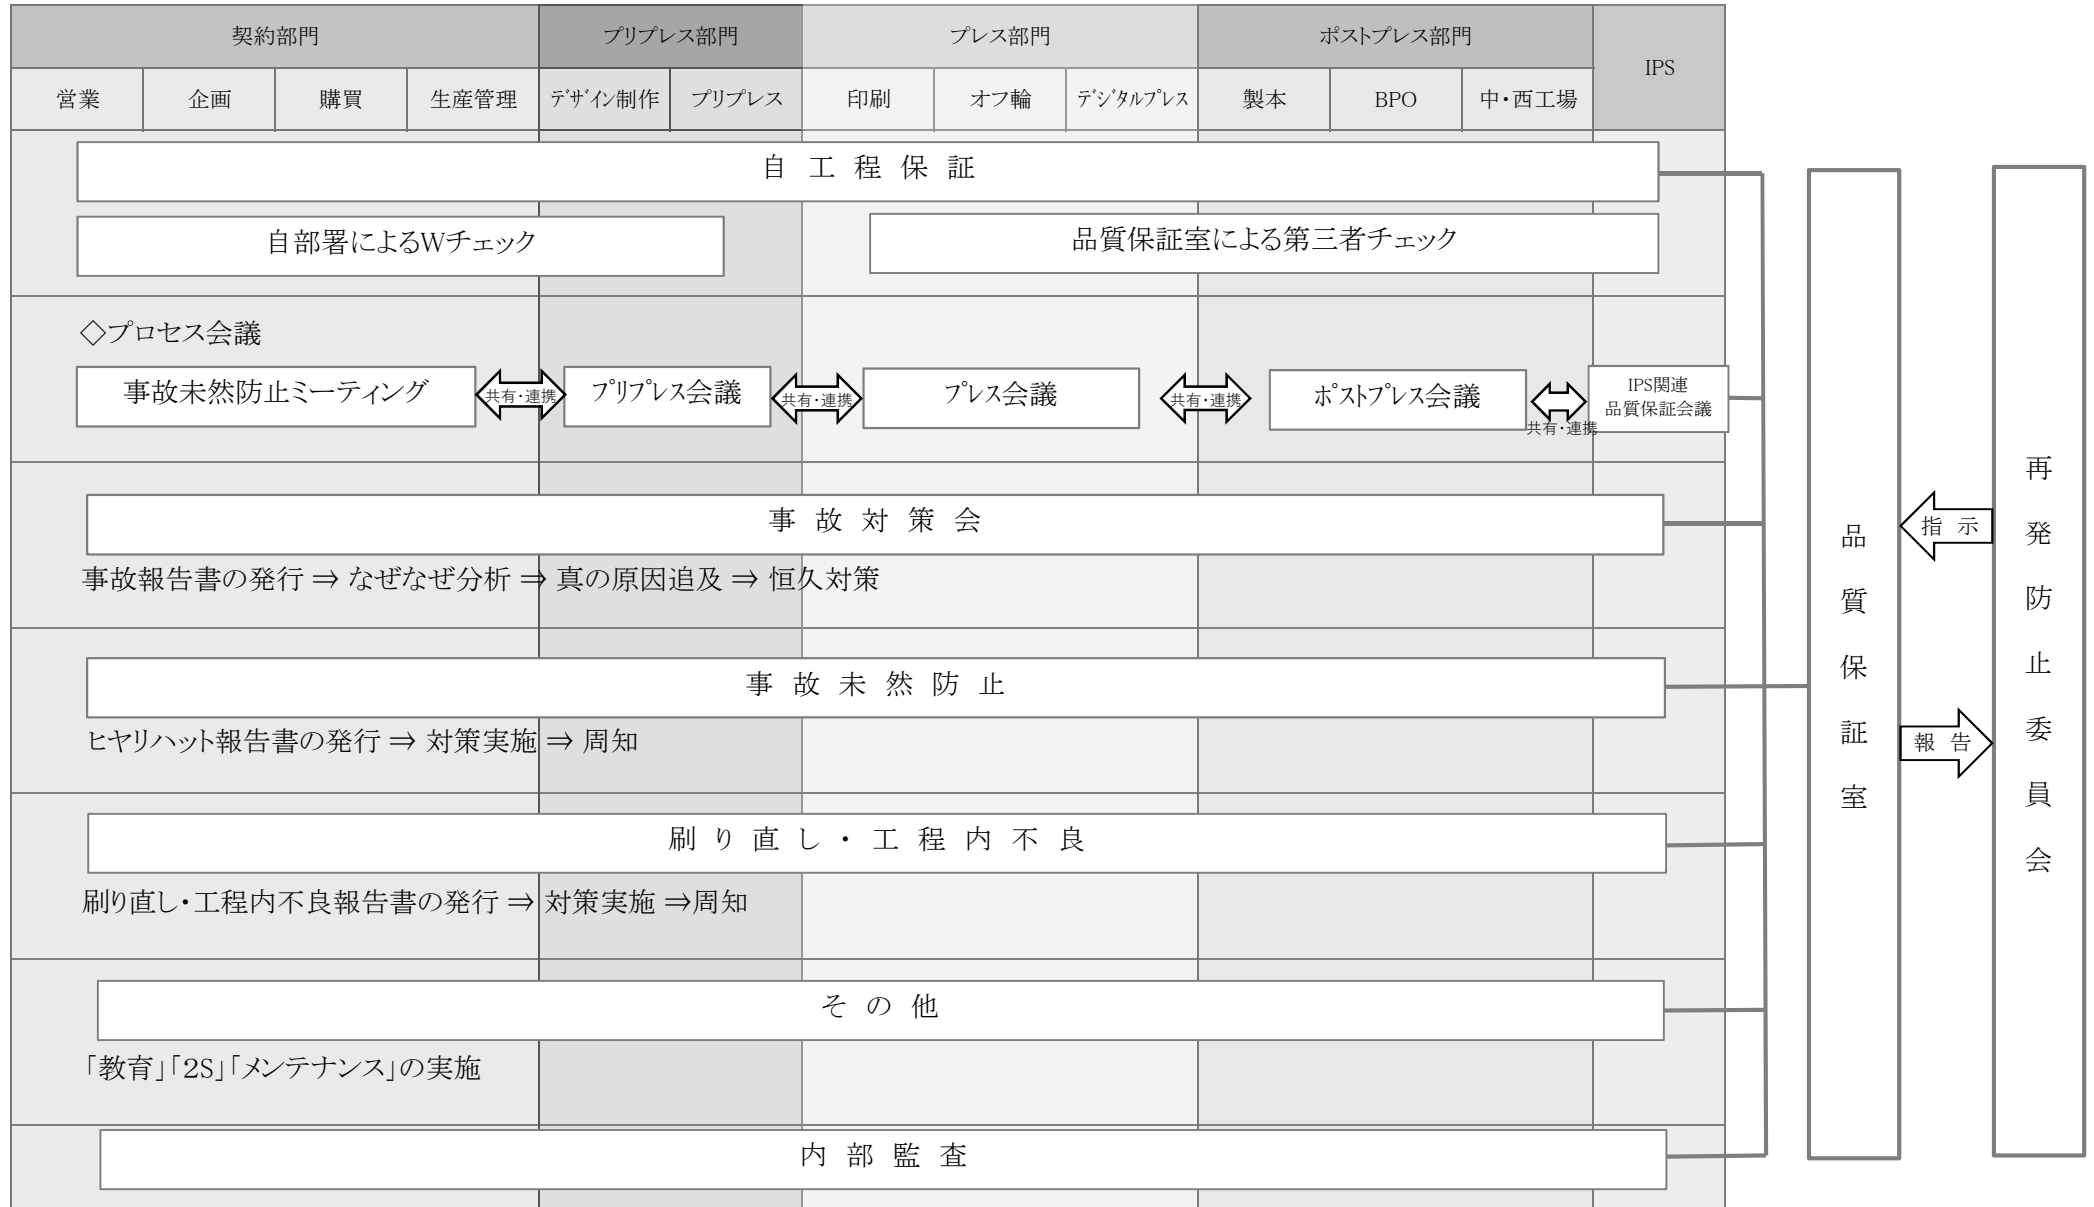 契約部門
プリプレス部門
プレス部門
ポストプレス部門
IPS
営業
企画
購買
生産管理
デザイン制作
プリプレス
印刷
オフ輪
デジタルプレス
製本
BPO
中・西工場
自工程保証
自部署によるWチェック
品質保証室による第三者チェック
◇プロセス会議
事故未然防止ミーティング
共有・連携
プリプレス会議
共有・連携
プレス会議
共有・連携
ポストプレス会議
共有・連携
IPS関連
品質保証会議
事故対策会
事故報告書の発行 ⇒ なぜなぜ分析 ⇒ 真の原因追及 ⇒ 恒久対策
事故未然防止
ヒヤリハット報告書の発行 ⇒ 対策実施 ⇒ 周知
刷り直し・工程内不良
刷り直し・工程内不良報告書の発行 ⇒ 対策実施 ⇒周知
その他
「教育」「2S」「メンテナンス」の実施
内部監査
品質保証室
指示
報告
再発防止委員会